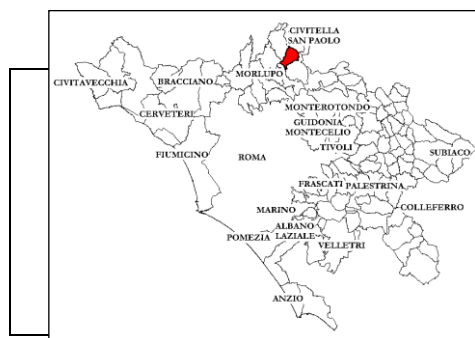 CIVITELLA
SAN PAOLO
CIVITAVECCHIA
BRACCIANO
MORLUPO
CERVETERI
MONTEROTONDO
GUIDONIA
MONTECELIO
FIUMICINO
ROMA
TIVOLI
SUBIACO
FRASCATI
PALESTRINA
MARINO
COLLEFERRO
POMEZIA
ALBANO
LAZIALE
VELLETRI
ANZIO